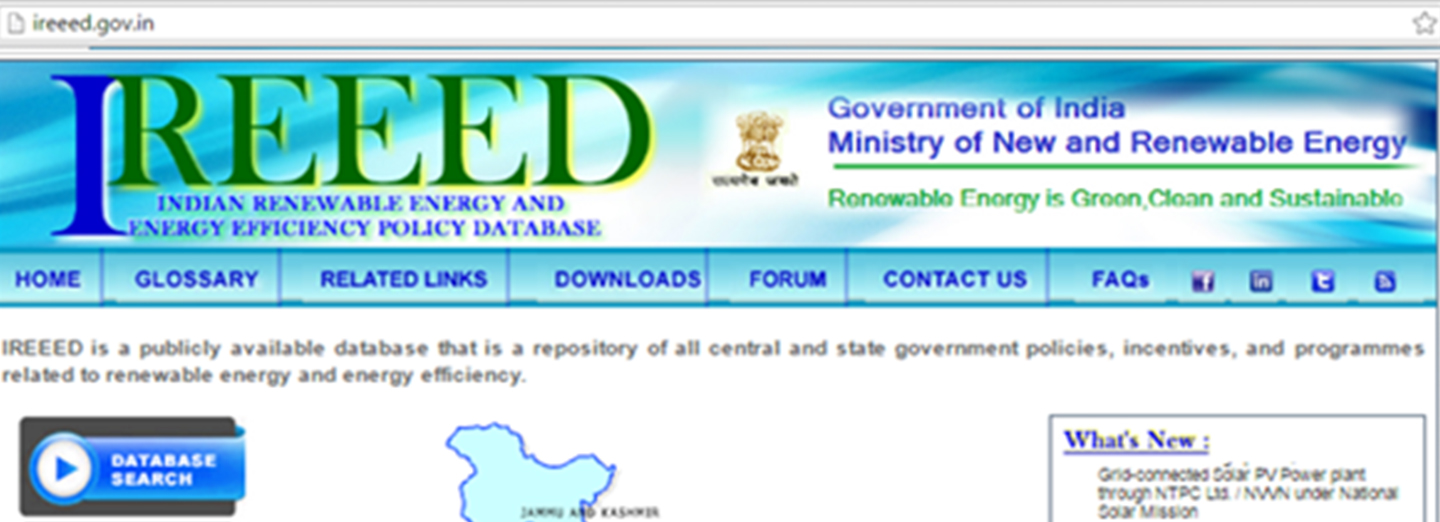 ireeed.gov.in
IREEED
INDIAN RENEWABLE ENERGY AND
ENERGY EFFICIENCY POLICY DATABASE
सत्यमेव जयते
Government of India
Ministry of New and Renewable Energy
Renewable Energy is Green,Clean and Sustainable
HOME GLOSSARY RELATED LINKS DOWNLOADS FORUM CONTACT US FAQs
IREEED is a publicly available database that is a repository of all central and state government policies, incentives, and programmes
related to renewable energy and energy efficiency.
DATABASE
SEARCH
JAMMU AND KASHMIR
What's New :
Grid-connected Solar PV Power plant
through NTPC Ltd. / NVVN under National
Solar Mission